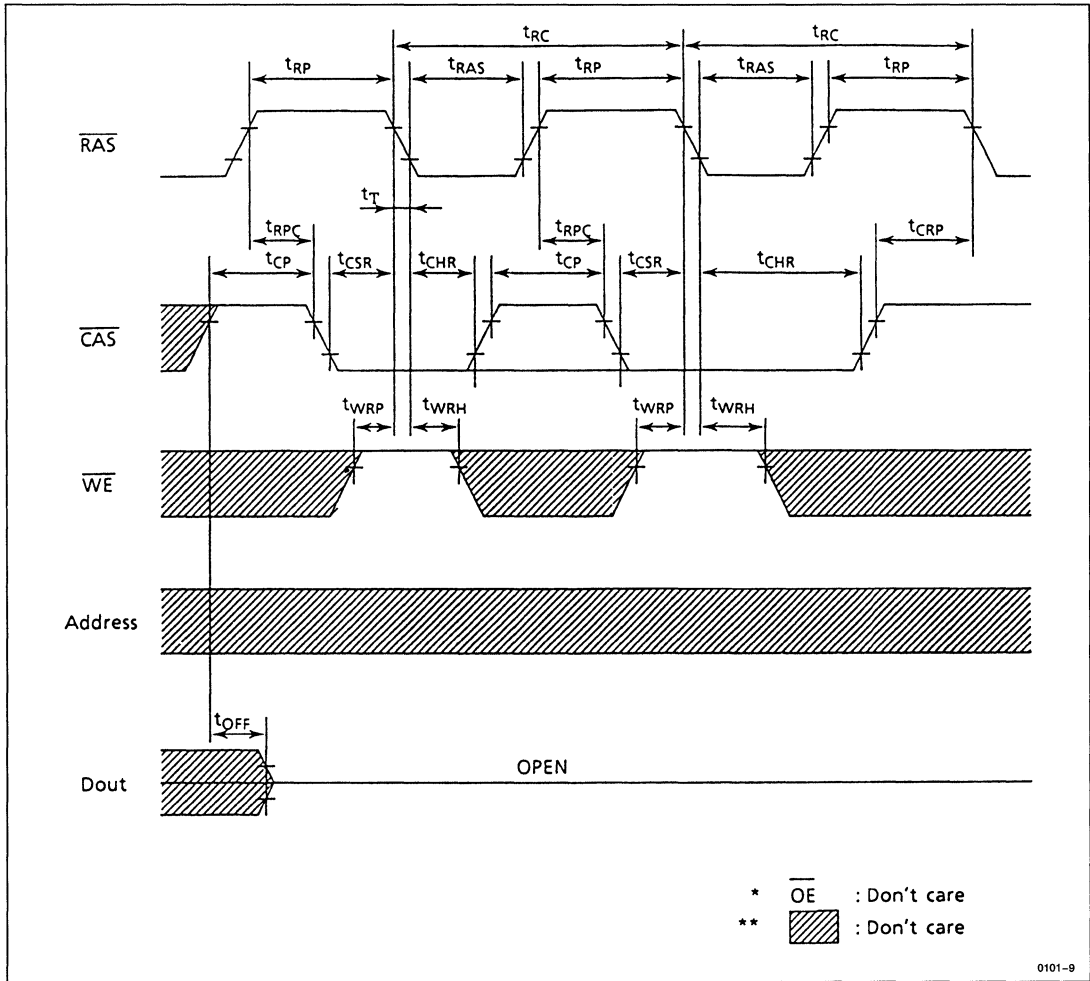 tRC tRC
tRP tRAS tRP tRAS tRP
RAS
tT
tRPC tRPC tCRP
tCP tCSR tCHR tCP tCSR tCHR
CAS
tWRP tWRH tWRP tWRH
WE
Address
tOFF
OPEN
Dout
* OE : Don't care
** : Don't care
0101-9